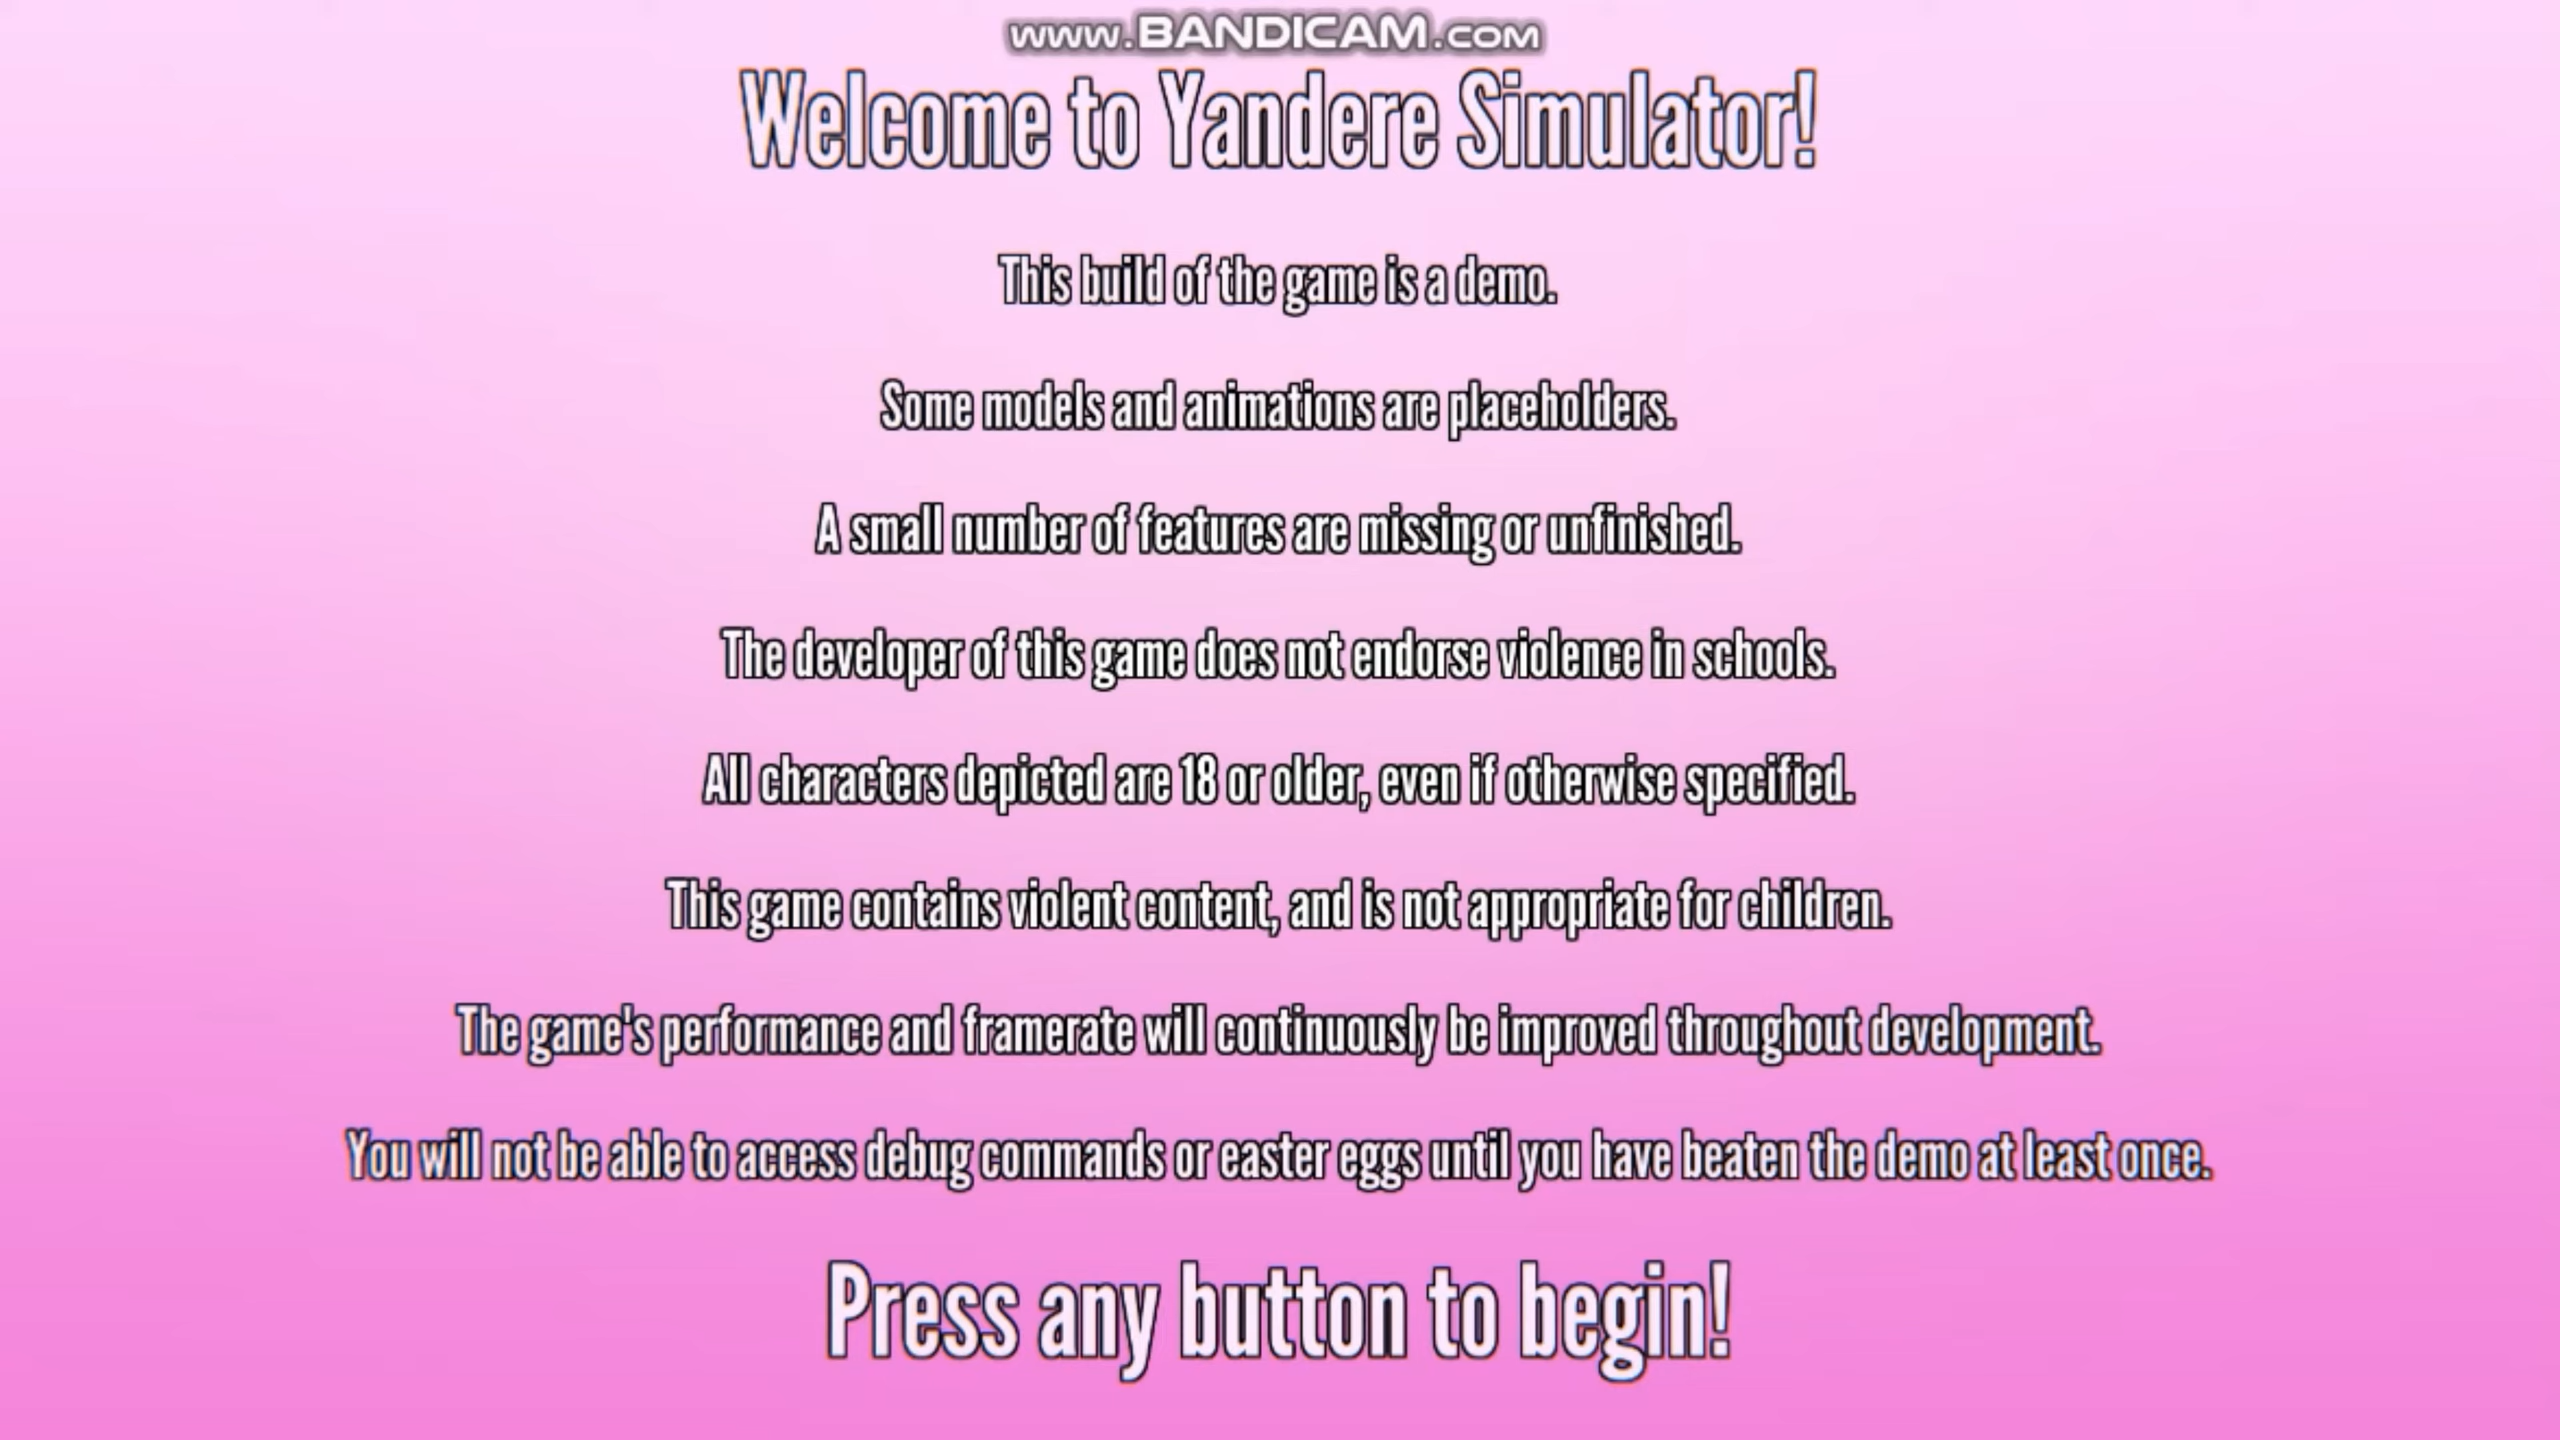 www.BANDICAM.com
Welcome to Yandere Simulator!
This build of the game is a demo.
Some models and animations are placeholders.
A small number of features are missing or unfinished.
The developer of this game does not endorse violence in schools.
All characters depicted are 18 or older, even if otherwise specified.
This game contains violent content, and is not appropriate for children.
The game's performance and framerate will continuously be improved throughout development.
You will not be able to access debug commands or easter eggs until you have beaten the demo at least once.
Press any button to begin!